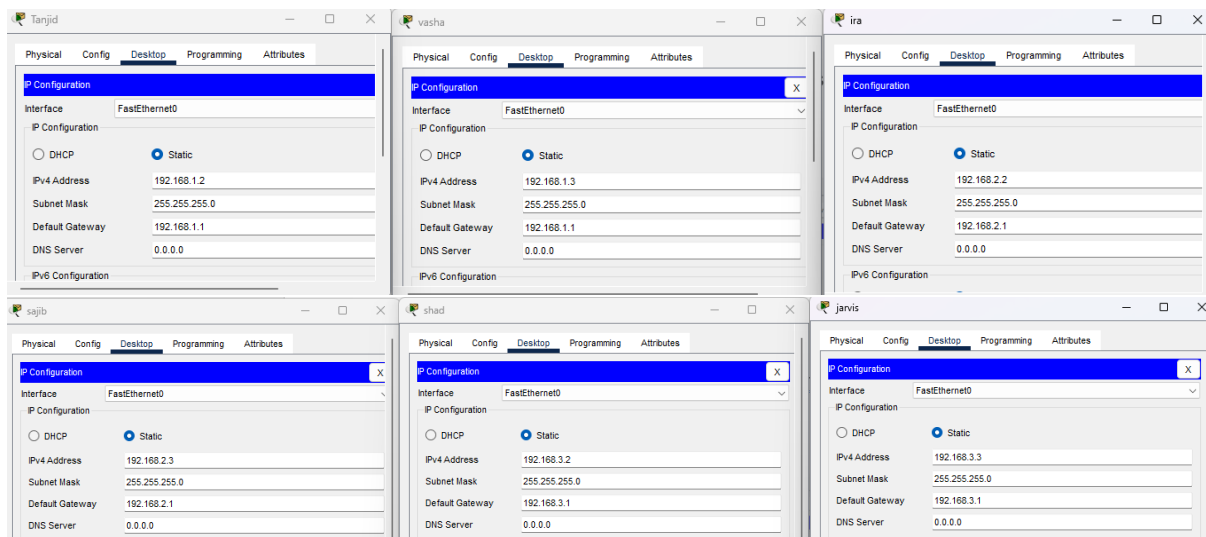 Tanjid
Physical Config Desktop Programming Attributes
IP Configuration
Interface FastEthernet0
IP Configuration
DHCP Static
IPv4 Address 192.168.1.2
Subnet Mask 255.255.255.0
Default Gateway 192.168.1.1
DNS Server 0.0.0.0
IPv6 Configuration
vasha
Physical Config Desktop Programming Attributes
IP Configuration X
Interface FastEthernet0
IP Configuration
DHCP Static
IPv4 Address 192.168.1.3
Subnet Mask 255.255.255.0
Default Gateway 192.168.1.1
DNS Server 0.0.0.0
IPv6 Configuration
ira
Physical Config Desktop Programming Attributes
IP Configuration
Interface FastEthernet0
IP Configuration
DHCP Static
IPv4 Address 192.168.2.2
Subnet Mask 255.255.255.0
Default Gateway 192.168.2.1
DNS Server 0.0.0.0
IPv6 Configuration
sajib
Physical Config Desktop Programming Attributes
IP Configuration X
Interface FastEthernet0
IP Configuration
DHCP Static
IPv4 Address 192.168.2.3
Subnet Mask 255.255.255.0
Default Gateway 192.168.2.1
DNS Server 0.0.0.0
shad
Physical Config Desktop Programming Attributes
IP Configuration X
Interface FastEthernet0
IP Configuration
DHCP Static
IPv4 Address 192.168.3.2
Subnet Mask 255.255.255.0
Default Gateway 192.168.3.1
DNS Server 0.0.0.0
jarvis
Physical Config Desktop Programming Attributes
IP Configuration X
Interface FastEthernet0
IP Configuration
DHCP Static
IPv4 Address 192.168.3.3
Subnet Mask 255.255.255.0
Default Gateway 192.168.3.1
DNS Server 0.0.0.0